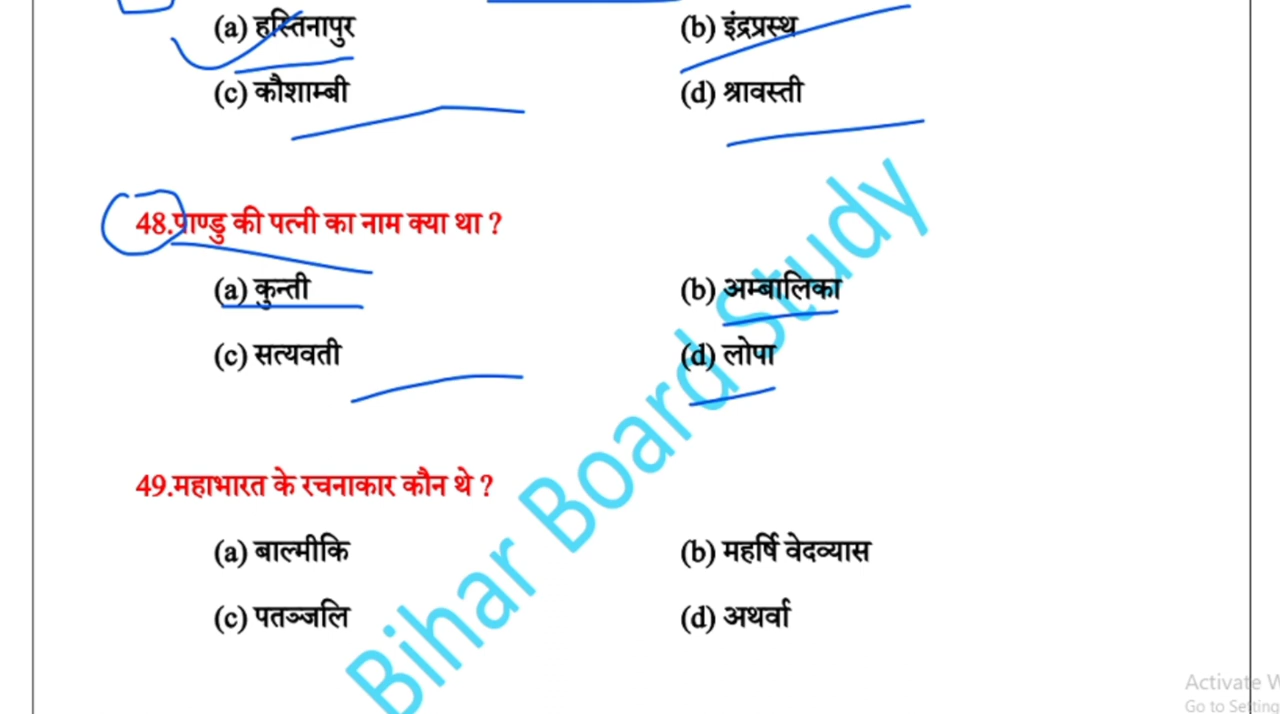 (a) हस्तिनापुर (b) इंद्रप्रस्थ
(c) कौशाम्बी (d) श्रावस्ती
48.पाण्डु की पत्नी का नाम क्या था ?
(a) कुन्ती (b) अम्बालिका
(c) सत्यवती (d) लोपा
49.महाभारत के रचनाकार कौन थे ?
(a) बाल्मीकि (b) महर्षि वेदव्यास
(c) पतञ्जलि (d) अथर्वा
Bihar Board Study
Activate W
Go to Setting